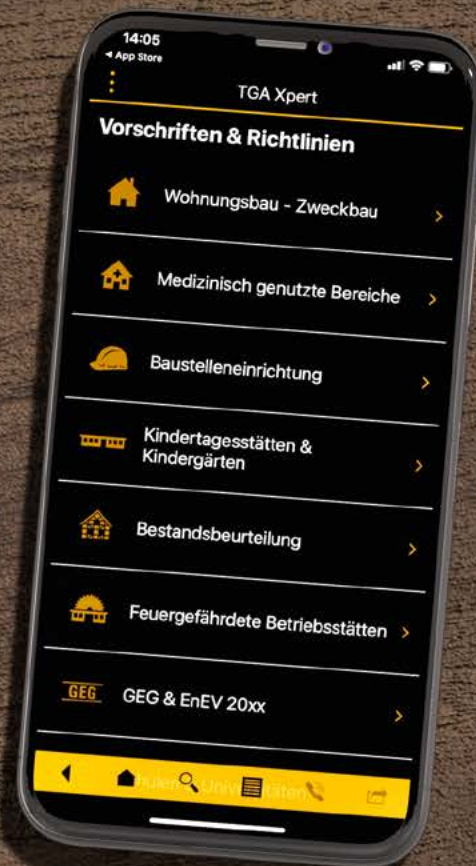 14:05
◀ App Store
TGA Xpert
Vorschriften & Richtlinien
Wohnungsbau - Zweckbau
Medizinisch genutzte Bereiche
Baustelleneinrichtung
Kindertagesstätten &
Kindergärten
Bestandsbeurteilung
Feuergefährdete Betriebsstätten
GEG
GEG & EnEV 20xx